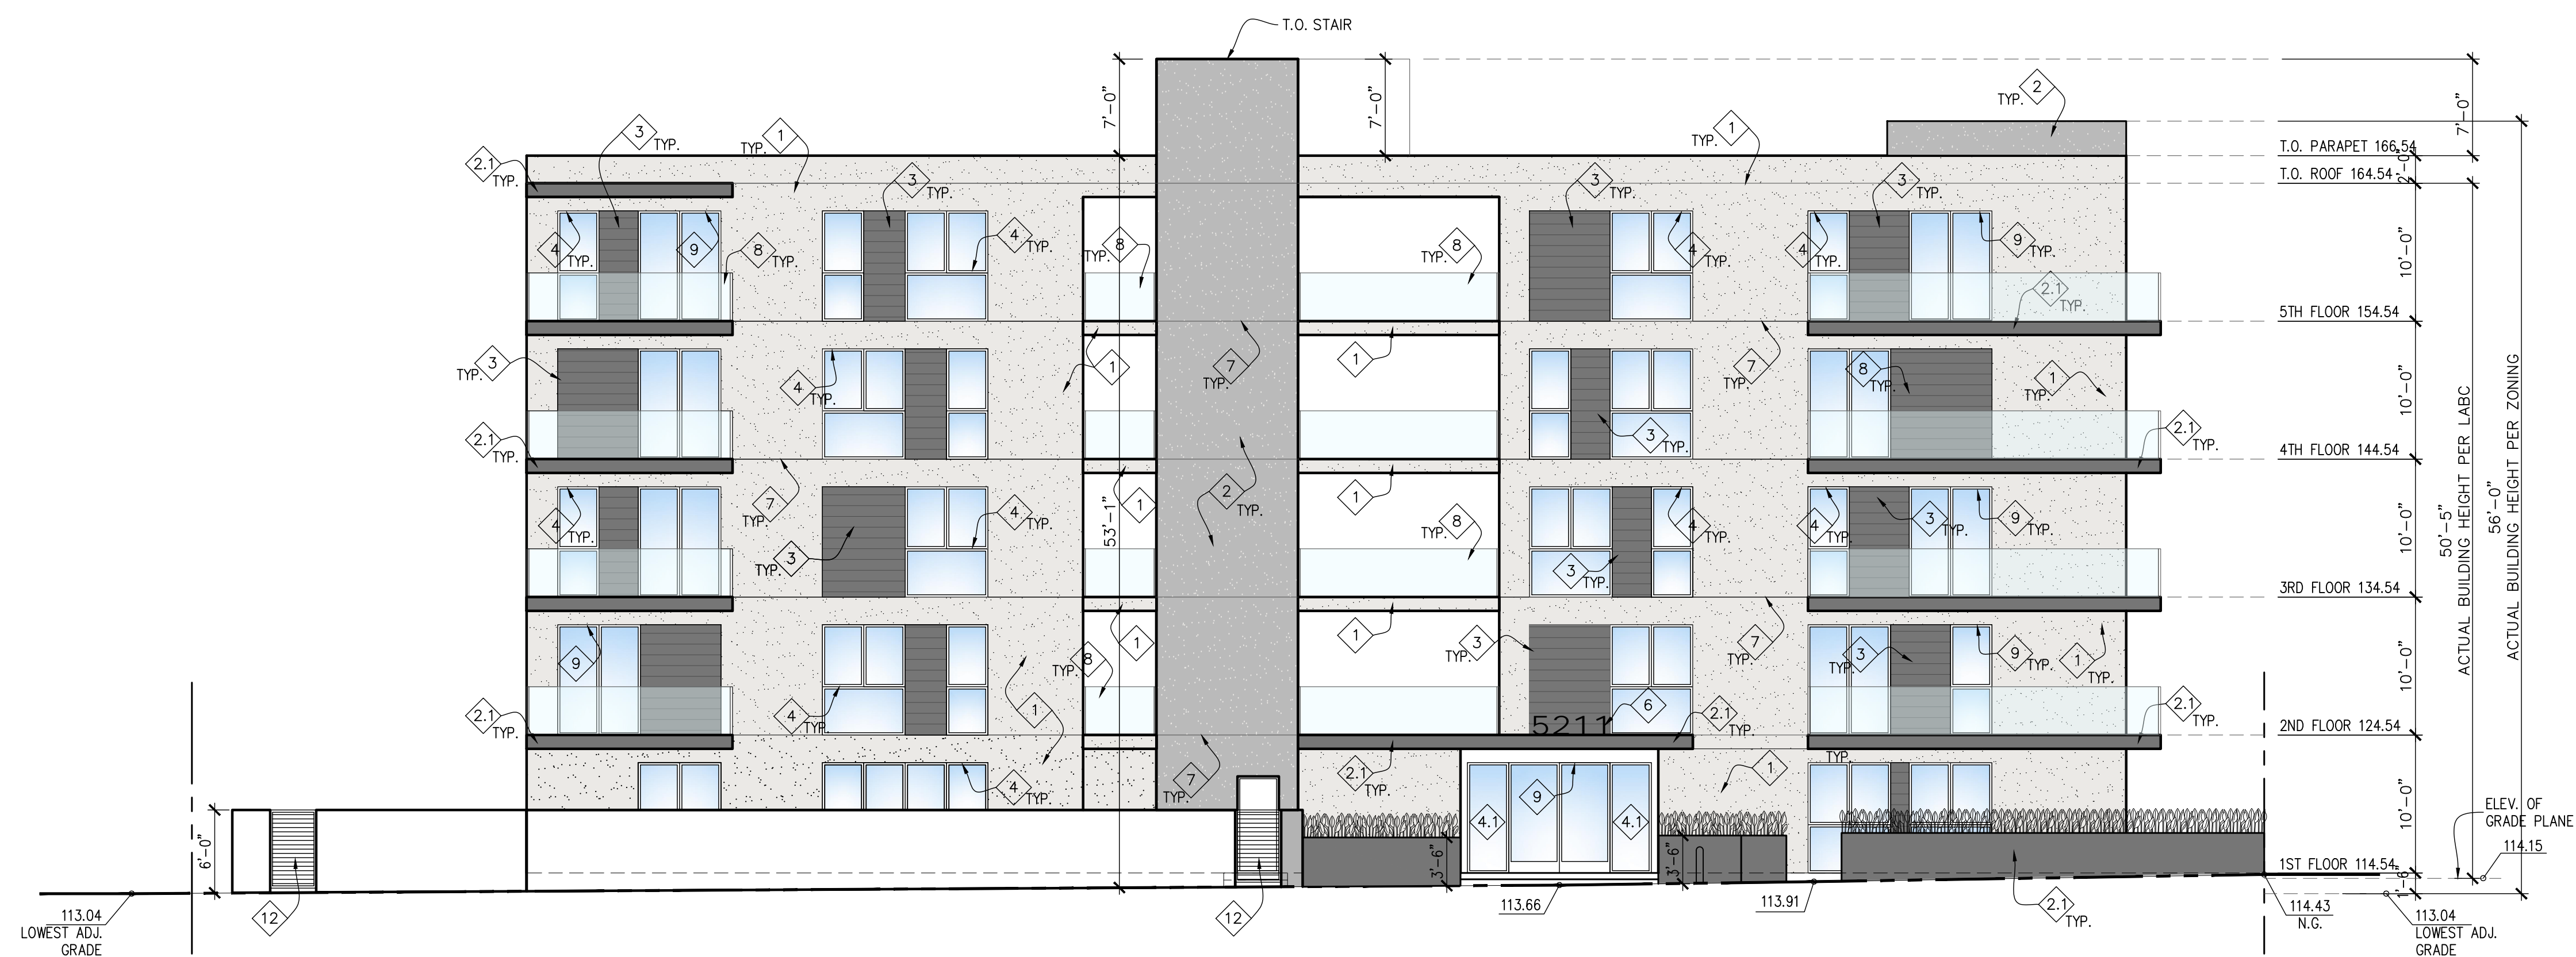 T.O. STAIR
7'-0"
7'-0"
7'-0"
2
TYP.
3
TYP.
1
TYP.
1
TYP.
2.1
TYP.
3
TYP.
3
TYP.
3
TYP.
T.O. PARAPET 166.54
2'-0"
T.O. ROOF 164.54
4
TYP.
9
8
TYP.
4
TYP.
8
TYP.
8
TYP.
4
TYP.
4
TYP.
9
TYP.
10'-0"
2.1
TYP.
5TH FLOOR 154.54
3
TYP.
4
TYP.
1
7
TYP.
1
7
TYP.
8
TYP.
1
TYP.
10'-0"
2.1
TYP.
3
TYP.
2.1
TYP.
4TH FLOOR 144.54
4
TYP.
7
TYP.
3
TYP.
4
TYP.
53'-1"
1
2
TYP.
1
8
TYP.
3
TYP.
4
TYP.
4
TYP.
3
TYP.
9
TYP.
10'-0"
3RD FLOOR 134.54
50'-5"
ACTUAL BUILDING HEIGHT PER LABC
56'-0"
ACTUAL BUILDING HEIGHT PER ZONING
9
8
TYP.
1
1
3
TYP.
7
TYP.
3
TYP.
9
TYP.
1
TYP.
10'-0"
2.1
TYP.
4
TYP.
1
5211
6
2.1
TYP.
2.1
TYP.
2ND FLOOR 124.54
4
TYP.
7
TYP.
2.1
TYP.
9
4.1
4.1
1
TYP.
10'-0"
6'-0"
3'-6"
3'-6"
ELEV. OF
GRADE PLANE
114.15
1ST FLOOR 114.54
1'-6"
12
12
113.66
113.91
2.1
TYP.
114.43
N.G.
113.04
LOWEST ADJ.
GRADE
113.04
LOWEST ADJ.
GRADE